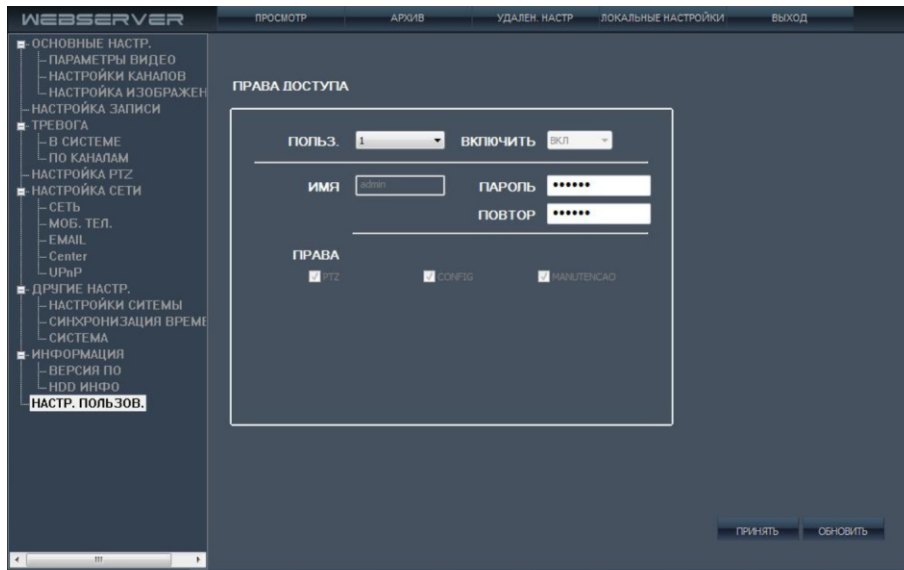 WEBSERVER
ПРОСМОТР АРХИВ УДАЛЕН. НАСТР ЛОКАЛЬНЫЕ НАСТРОЙКИ ВЫХОД
ОСНОВНЫЕ НАСТР.
ПАРАМЕТРЫ ВИДЕО
НАСТРОЙКИ КАНАЛОВ
НАСТРОЙКА ИЗОБРАЖЕН
НАСТРОЙКА ЗАПИСИ
ТРЕВОГА
В СИСТЕМЕ
ПО КАНАЛАМ
НАСТРОЙКА PTZ
НАСТРОЙКА СЕТИ
СЕТЬ
МОБ. ТЕЛ.
EMAIL
Center
UPnP
ДРУГИЕ НАСТР.
НАСТРОЙКИ СИТЕМЫ
СИНХРОНИЗАЦИЯ ВРЕМЕ
СИСТЕМА
ИНФОРМАЦИЯ
ВЕРСИЯ ПО
HDD ИНФО
НАСТР. ПОЛЬЗОВ.
ПРАВА ДОСТУПА
ПОЛЬЗ. 1 ВКЛЮЧИТЬ ВКЛ
ИМЯ admin ПАРОЛЬ ••••••
ПОВТОР ••••••
ПРАВА
PTZ CONFIG MANUTENCAO
ПРИНЯТЬ ОБНОВИТЬ